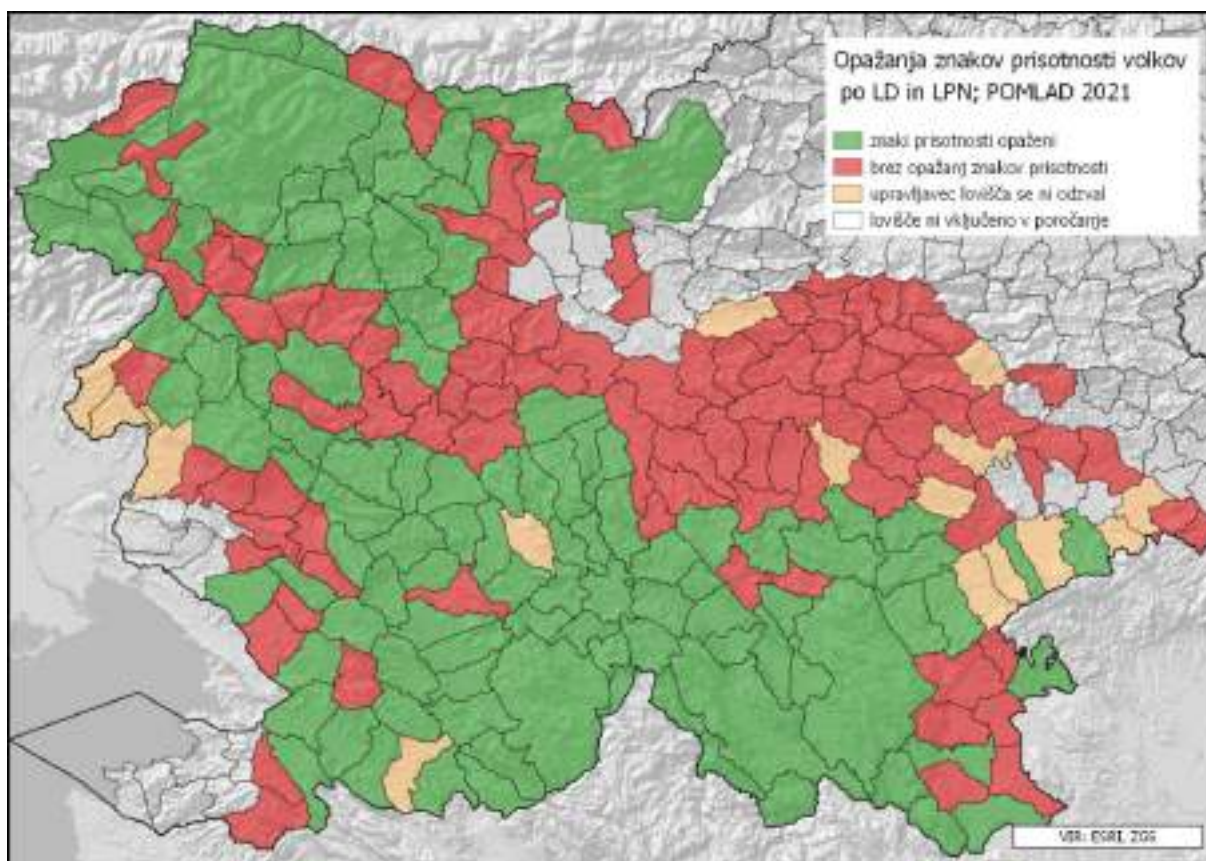 Opažanja znakov prisotnosti volkov
po LD in LPN; POMLAD 2021
znaki prisotnosti opaženi
brez opažanj znakov prisotnosti
upravljavec lovišča se ni odzval
lovišče ni vključeno v poročanje
VIR: ESRI, ZGS